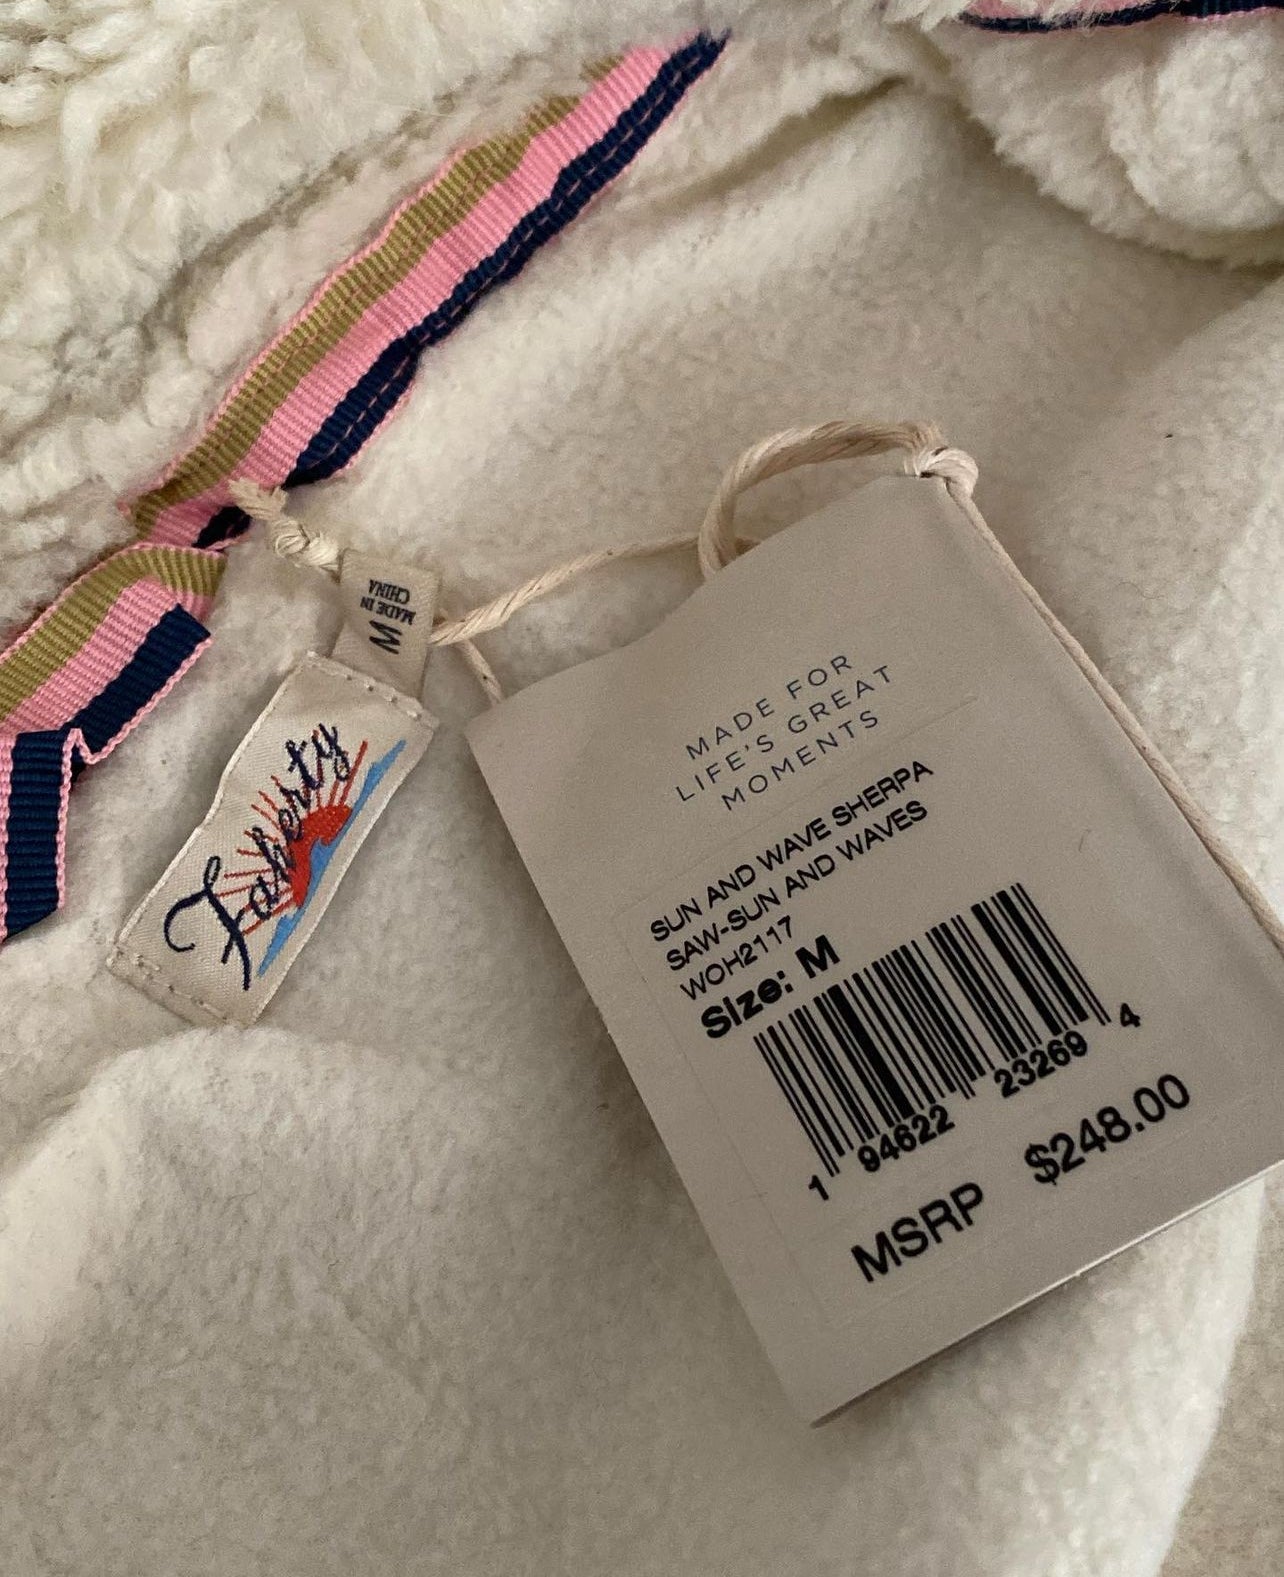 MADE IN
CHINA
M
Faherty
MADE FOR
LIFE'S GREAT
MOMENTS
SUN AND WAVE SHERPA
SAW-SUN AND WAVES
WOH2117
Size: M
1 94622 23269 4
MSRP $248.00